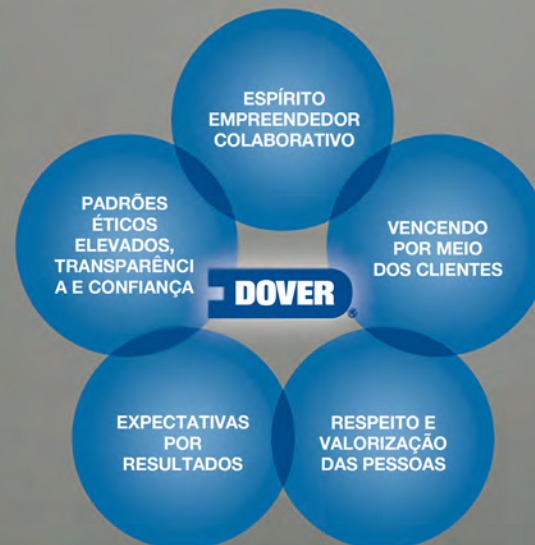 ESPÍRITO
EMPREENDEDOR
COLABORATIVO
PADRÕES
ÉTICOS
ELEVADOS,
TRANSPARÊNCI
A E CONFIANÇA
VENCENDO
POR MEIO
DOS CLIENTES
DOVER
®
EXPECTATIVAS
POR
RESULTADOS
RESPEITO E
VALORIZAÇÃO
DAS PESSOAS